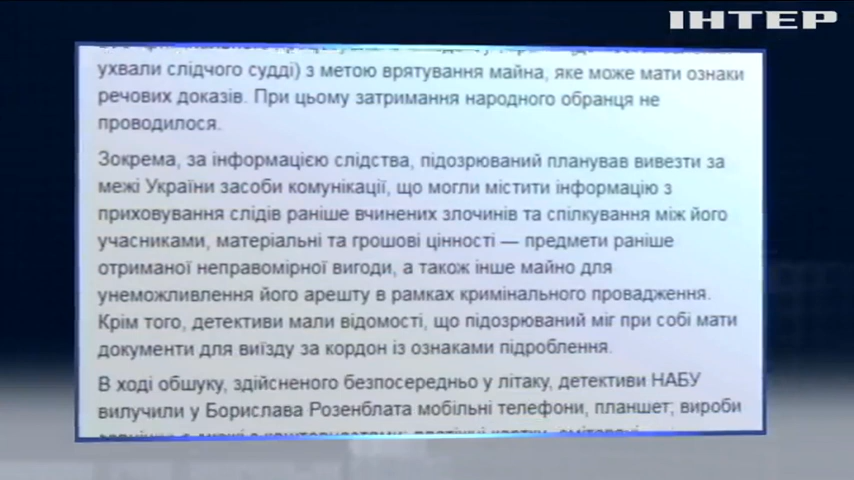 ІНТЕР
ухвали слідчого судді) з метою врятування майна, яке може мати ознаки
речових доказів. При цьому затримання народного обранця не
проводилося.
Зокрема, за інформацією слідства, підозрюваний планував вивезти за
межі України засоби комунікації, що могли містити інформацію з
приховування слідів раніше вчинених злочинів та спілкування між його
учасниками, матеріальні та грошові цінності — предмети раніше
отриманої неправомірної вигоди, а також інше майно для
унеможливлення його арешту в рамках кримінального провадження.
Крім того, детективи мали відомості, що підозрюваний міг при собі мати
документи для виїзду за кордон із ознаками підроблення.
В ході обшуку, здійсненого безпосередньо у літаку, детективи НАБУ
вилучили у Борислава Розенблата мобільні телефони, планшет; вироби